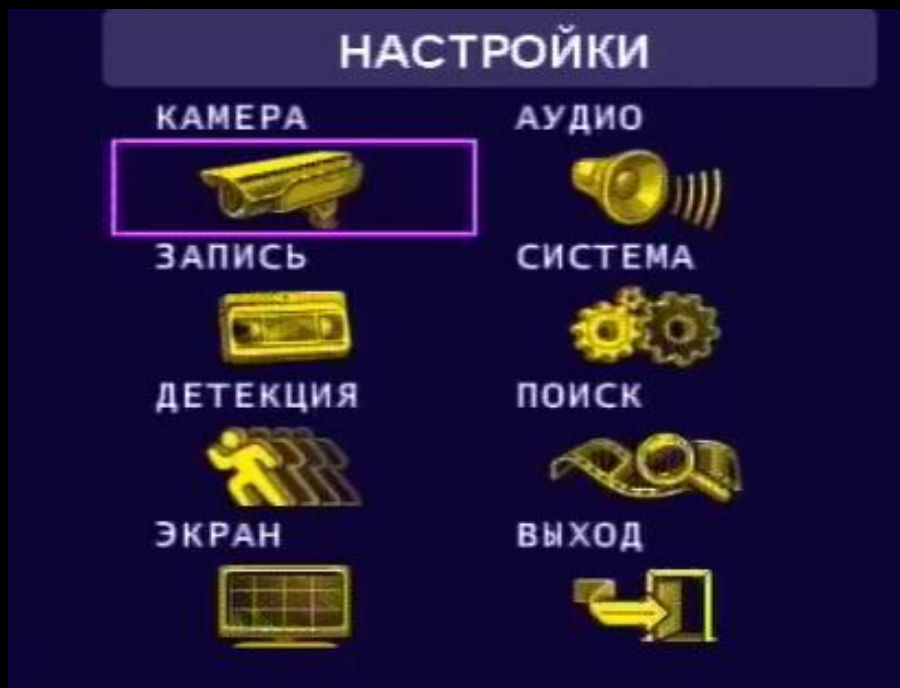 НАСТРОЙКИ
КАМЕРА АУДИО
ЗАПИСЬ СИСТЕМА
ДЕТЕКЦИЯ ПОИСК
ЭКРАН ВЫХОД